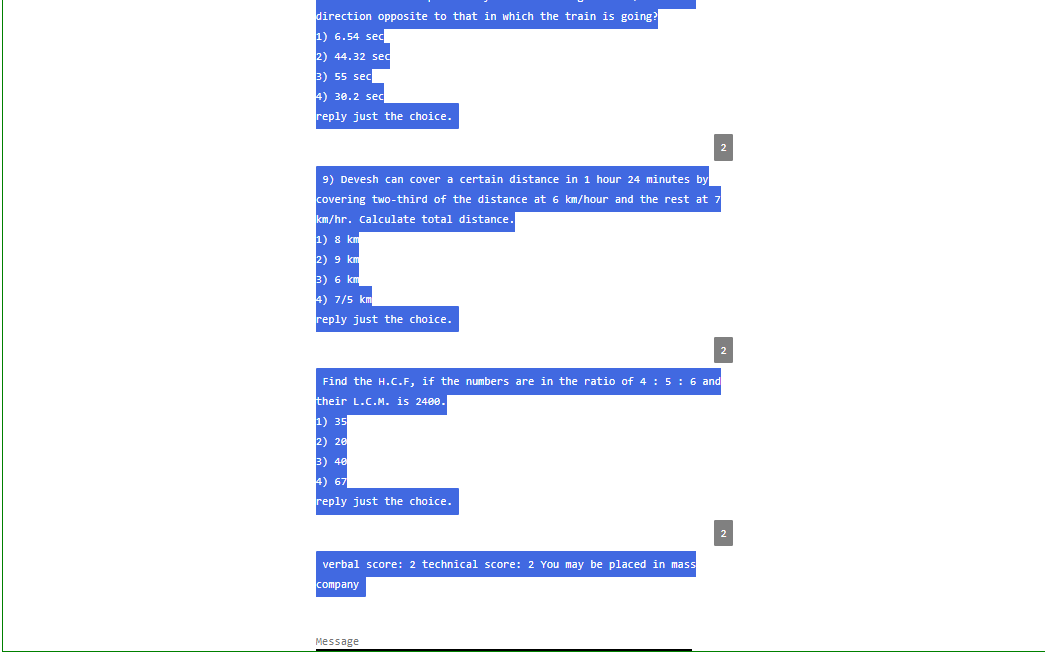 direction opposite to that in which the train is going?
1) 6.54 sec
2) 44.32 sec
3) 55 sec
4) 30.2 sec
reply just the choice.
2
9) Devesh can cover a certain distance in 1 hour 24 minutes by
covering two-third of the distance at 6 km/hour and the rest at 7
km/hr. Calculate total distance.
1) 8 km
2) 9 km
3) 6 km
4) 7/5 km
reply just the choice.
2
Find the H.C.F, if the numbers are in the ratio of 4 : 5 : 6 and
their L.C.M. is 2400.
1) 35
2) 20
3) 40
4) 67
reply just the choice.
2
verbal score: 2 technical score: 2 You may be placed in mass
company
Message